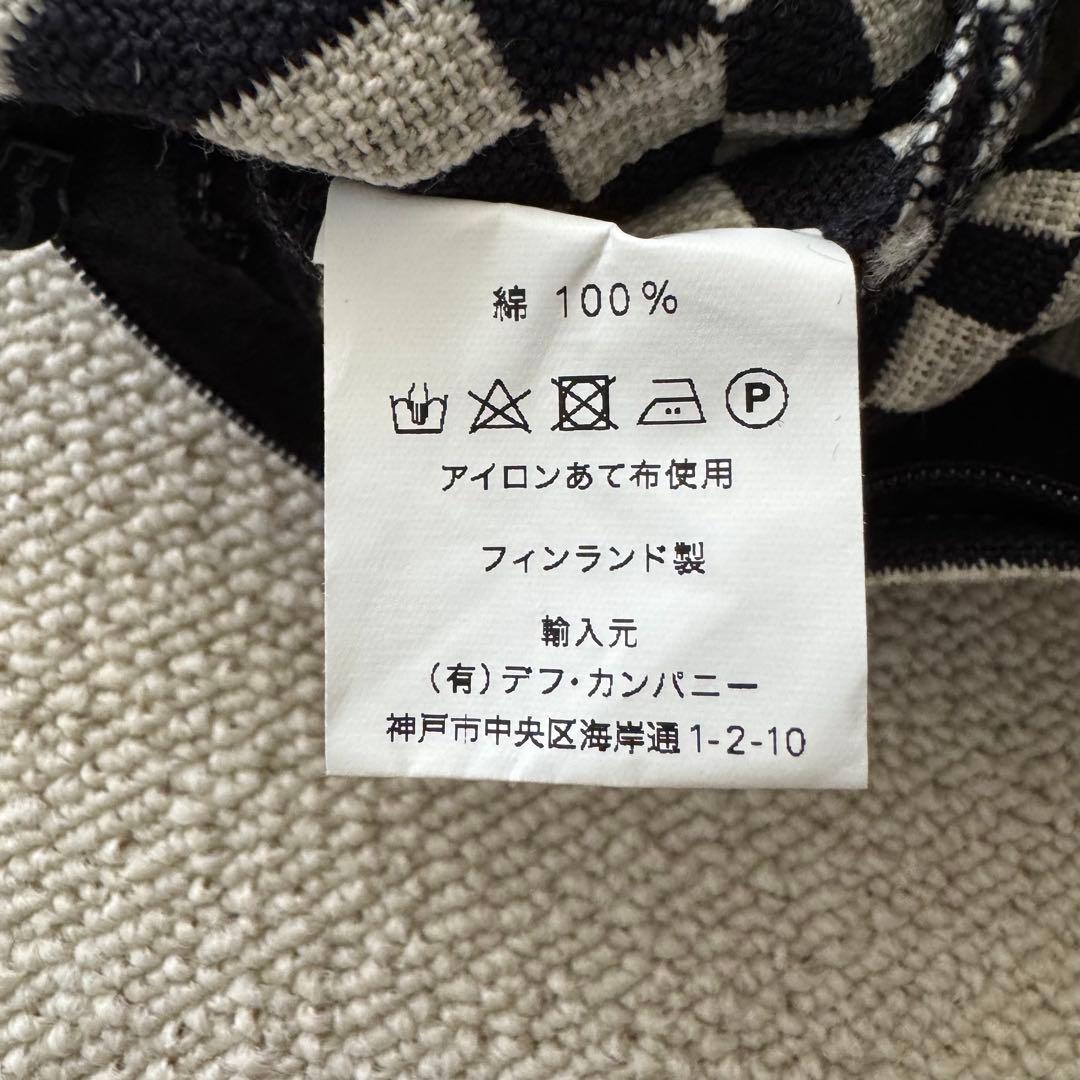 綿 100%
P
アイロンあて布使用
フィンランド製
輸入元
(有)デフ・カンパニー
神戸市中央区海岸通1-2-10